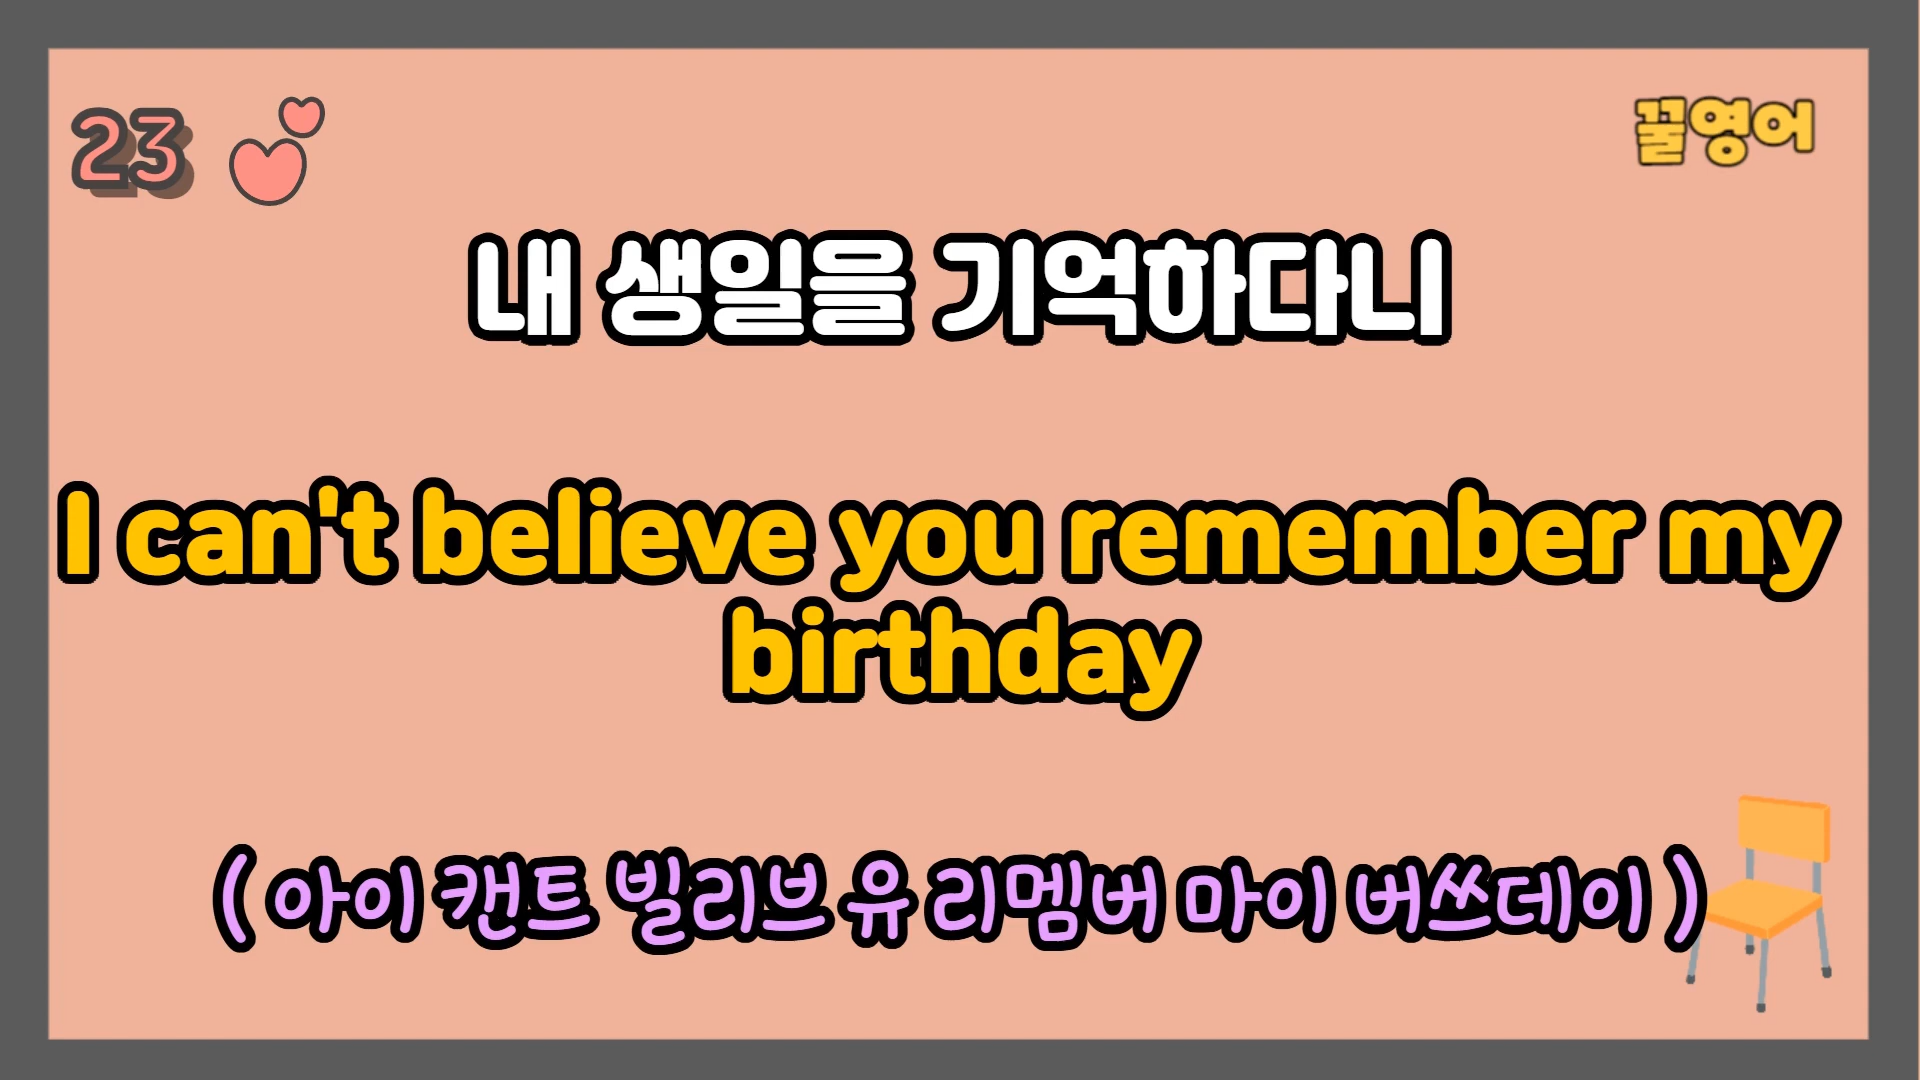 23
꿀영어
내 생일을 기억하다니
I can't believe you remember my
birthday
( 아이 캔트 빌리브 유 리멤버 마이 버쓰데이 )